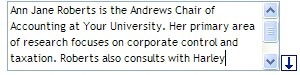 Ann Jane Roberts is the Andrews Chair of
Accounting at Your University. Her primary area
of research focuses on corporate control and
taxation. Roberts also consults with Harley